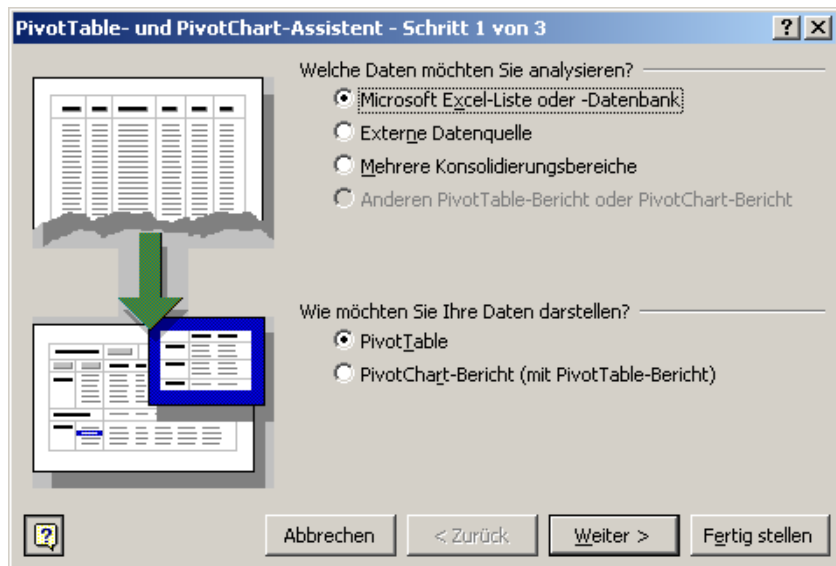 PivotTable- und PivotChart-Assistent - Schritt 1 von 3
Welche Daten möchten Sie analysieren?
Microsoft Excel-Liste oder -Datenbank
Externe Datenquelle
Mehrere Konsolidierungsbereiche
Anderen PivotTable-Bericht oder PivotChart-Bericht
Wie möchten Sie Ihre Daten darstellen?
PivotTable
PivotChart-Bericht (mit PivotTable-Bericht)
Abbrechen < Zurück Weiter > Fertig stellen